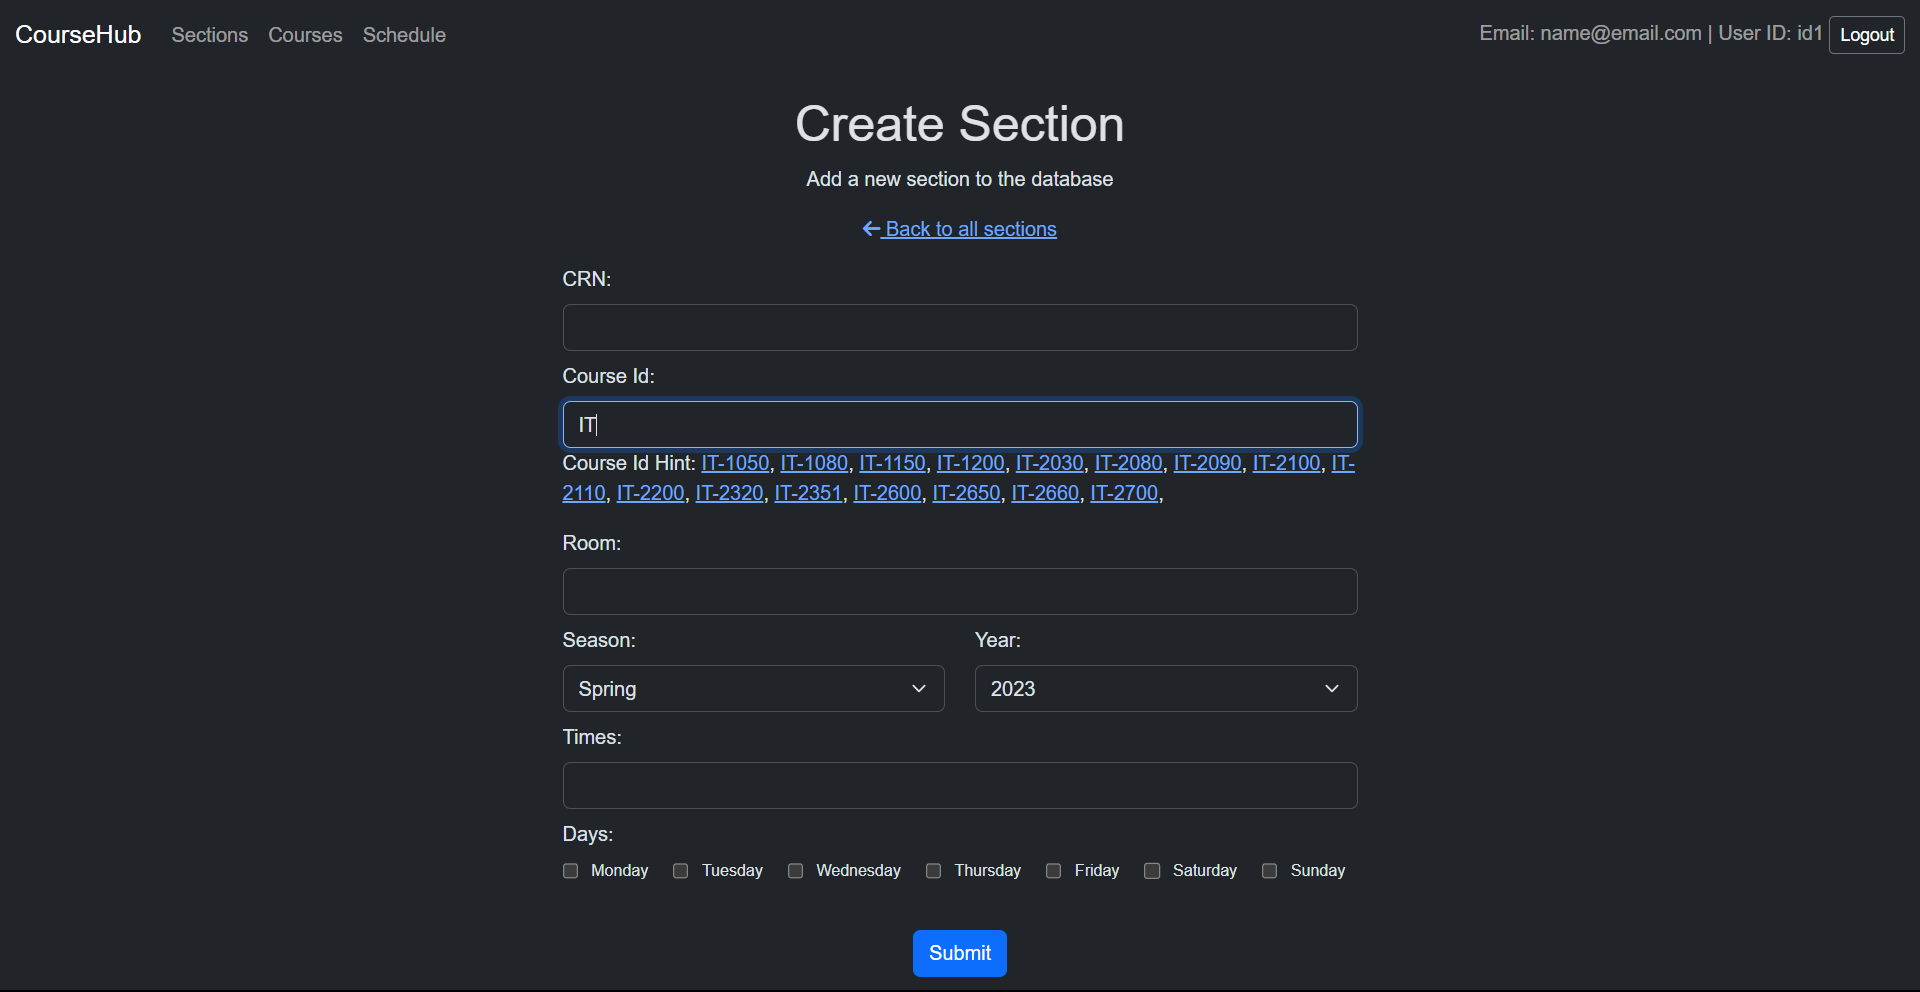 CourseHub Sections Courses Schedule Email: name@email.com | User ID: id1 Logout
Create Section
Add a new section to the database
Back to all sections
CRN:
Course Id:
IT
Course Id Hint: IT-1050, IT-1080, IT-1150, IT-1200, IT-2030, IT-2080, IT-2090, IT-2100, IT-
2110, IT-2200, IT-2320, IT-2351, IT-2600, IT-2650, IT-2660, IT-2700,
Room:
Season: Year:
Spring 2023
Times:
Days:
Monday Tuesday Wednesday Thursday Friday Saturday Sunday
Submit